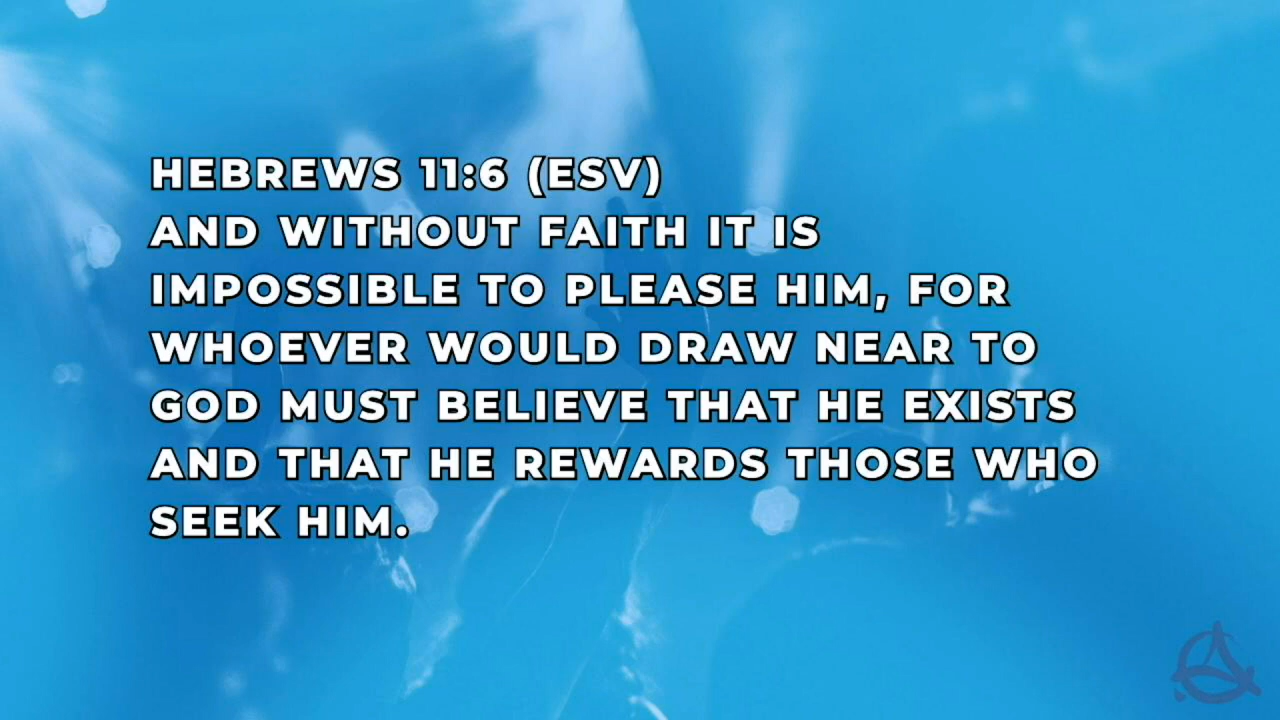 HEBREWS 11:6 (ESV)
AND WITHOUT FAITH IT IS
IMPOSSIBLE TO PLEASE HIM, FOR
WHOEVER WOULD DRAW NEAR TO
GOD MUST BELIEVE THAT HE EXISTS
AND THAT HE REWARDS THOSE WHO
SEEK HIM.